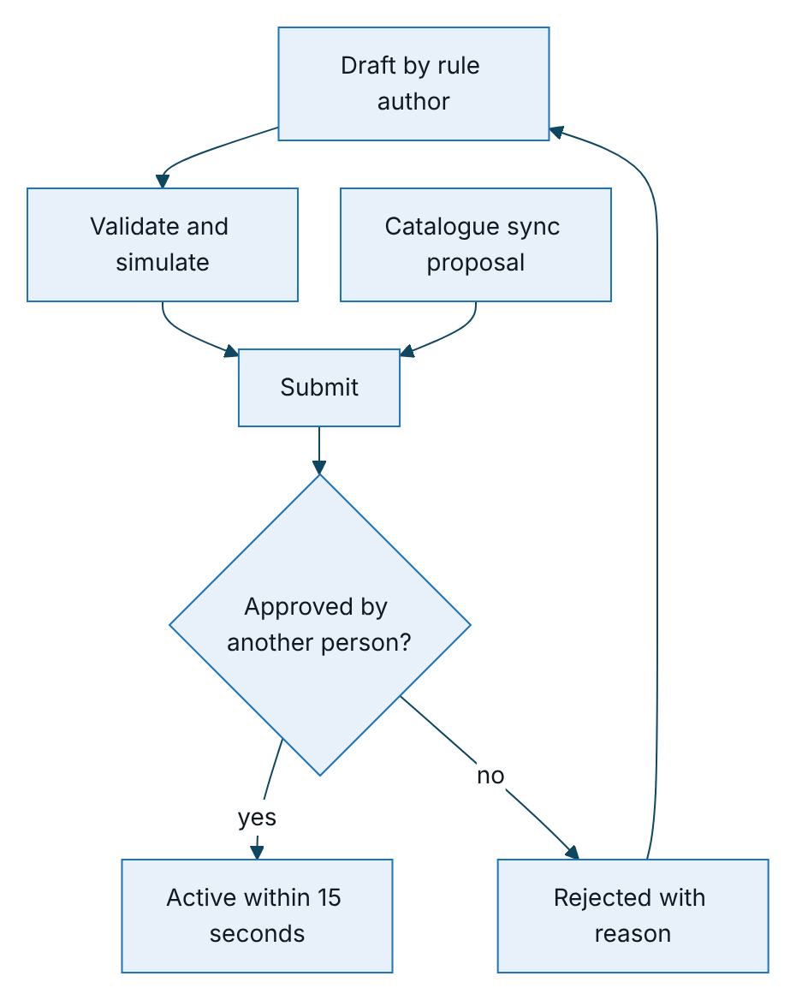 Draft by rule
author
Validate and
simulate
Catalogue sync
proposal
Submit
Approved by
another person?
no
yes
Active within 15
seconds
Rejected with
reason